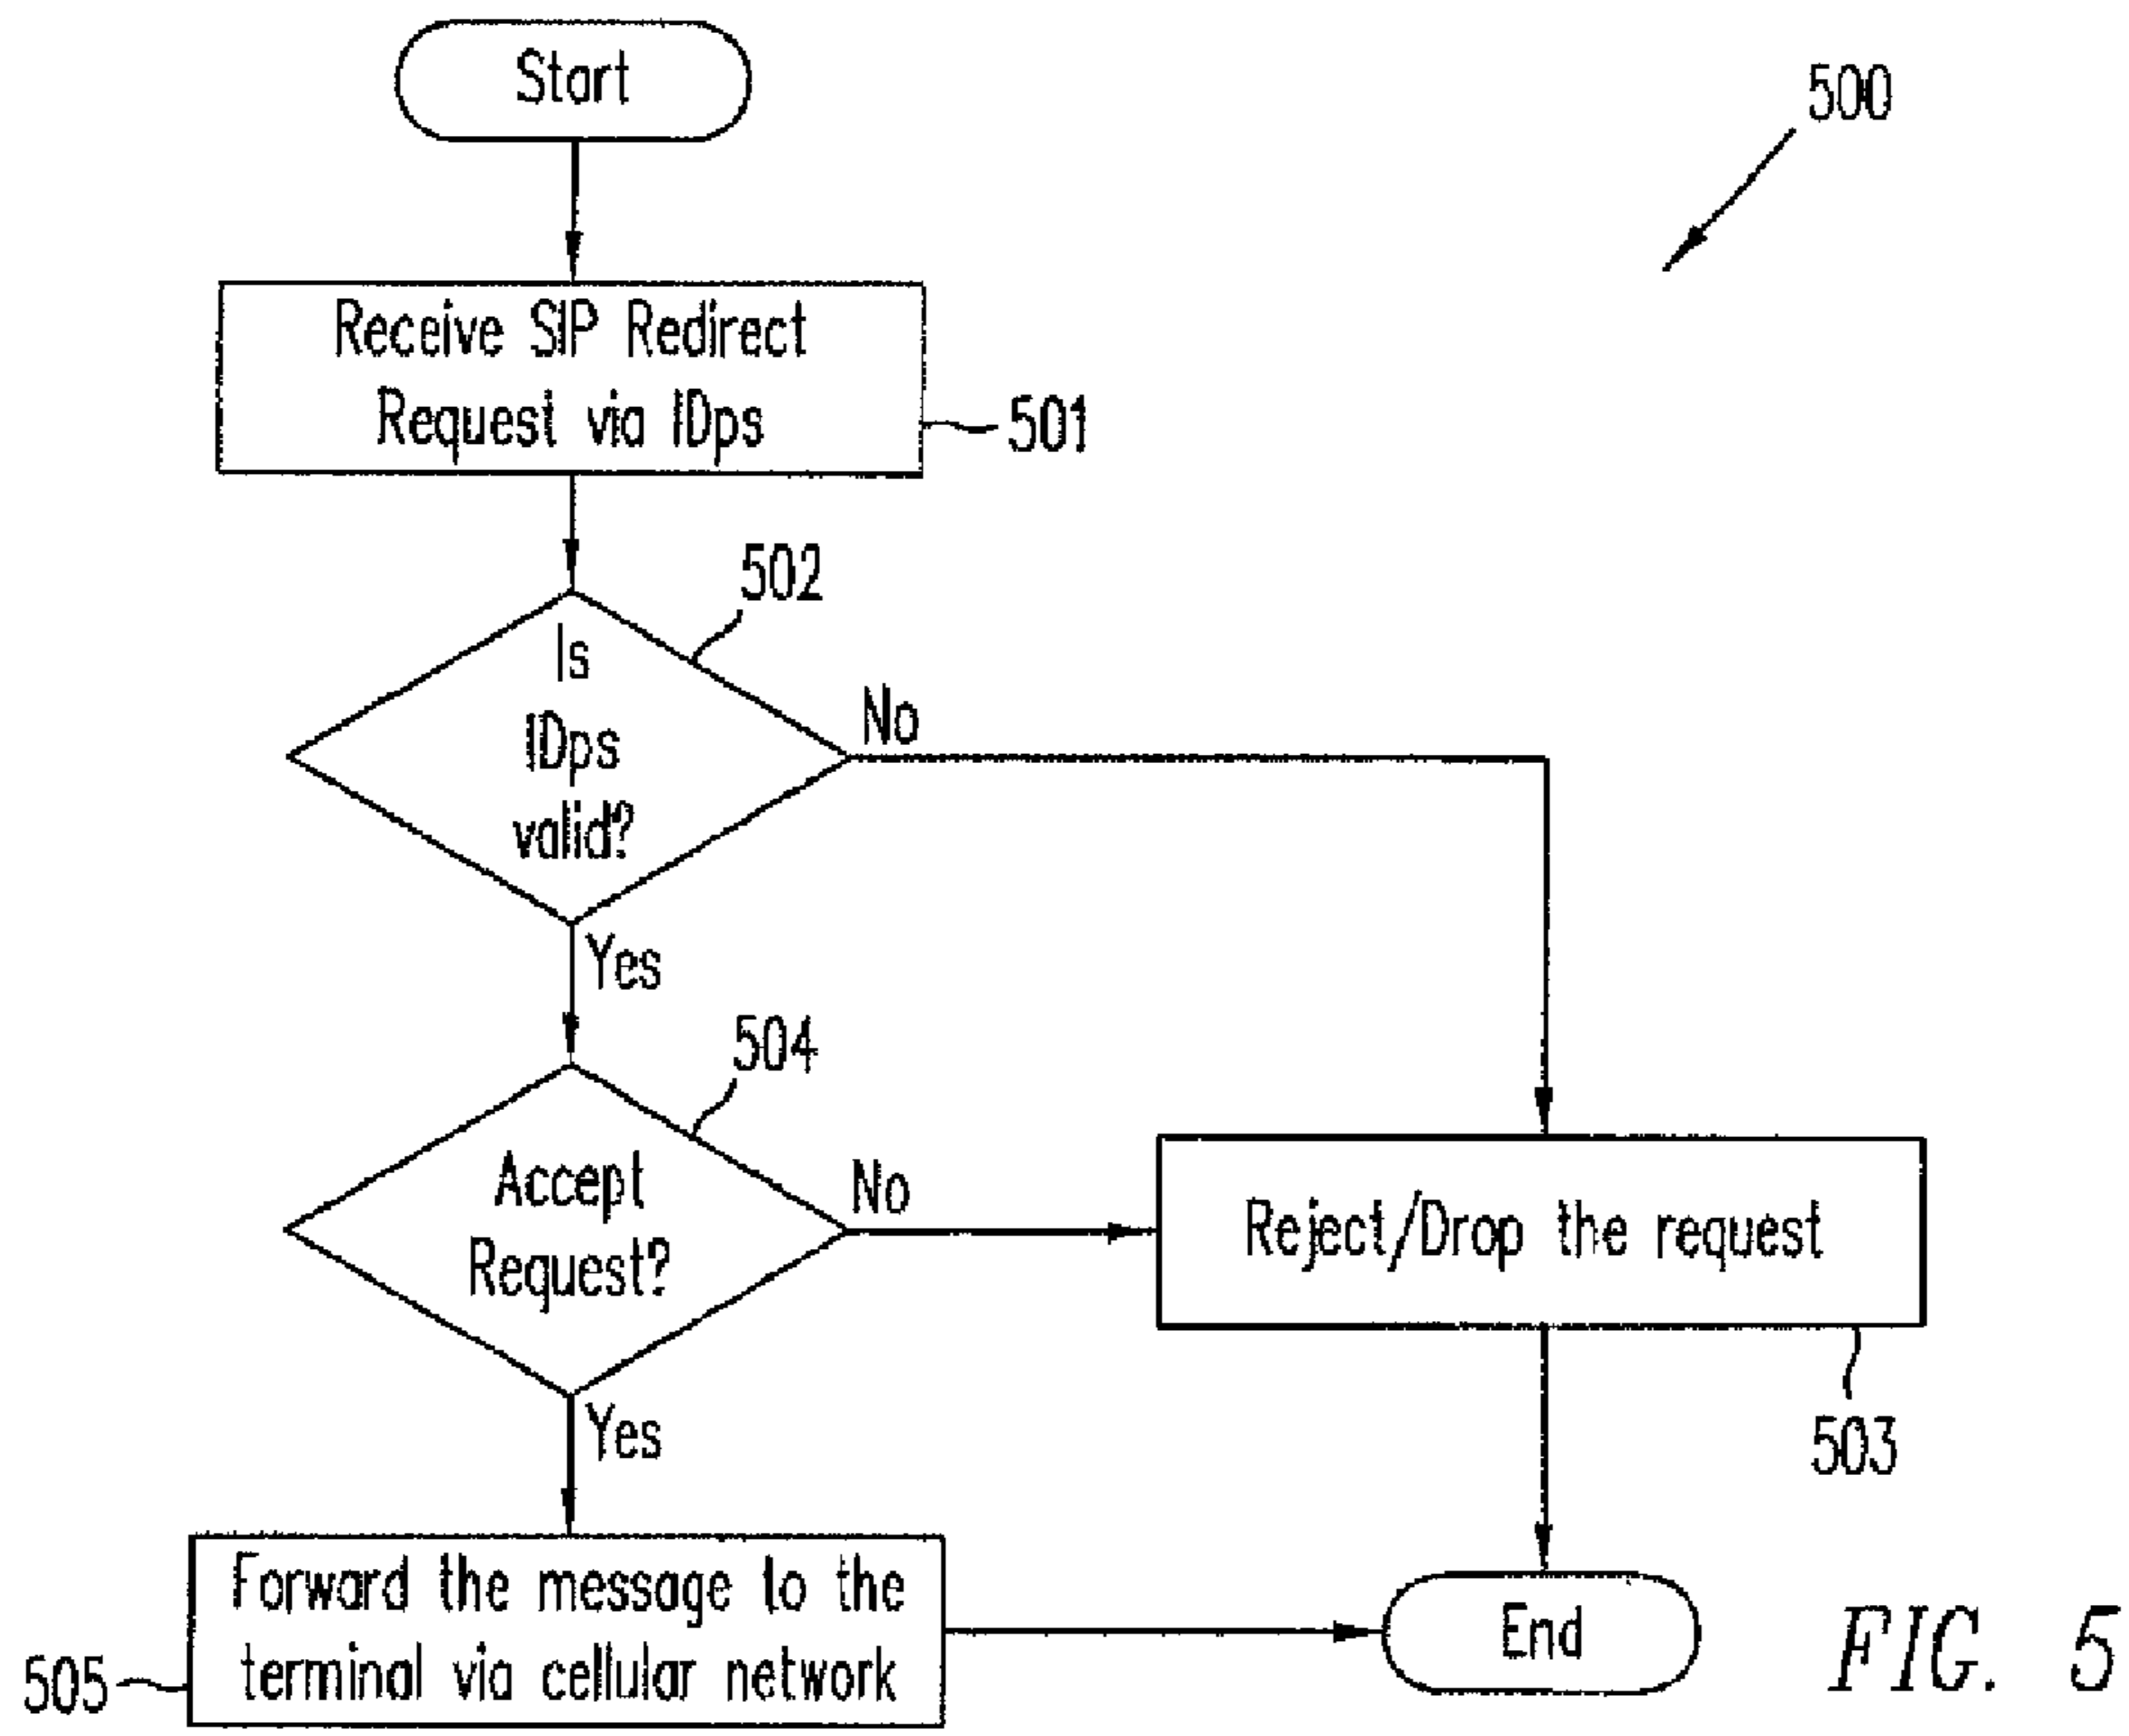 Start
500
Receive SIP Redirect
Request via IDps
501
502
Is
IDps
valid?
No
Yes
504
Accept
Request?
No
Reject/Drop the request
503
Yes
Forward the message to the
terminal via cellular network
505
End
FIG. 5